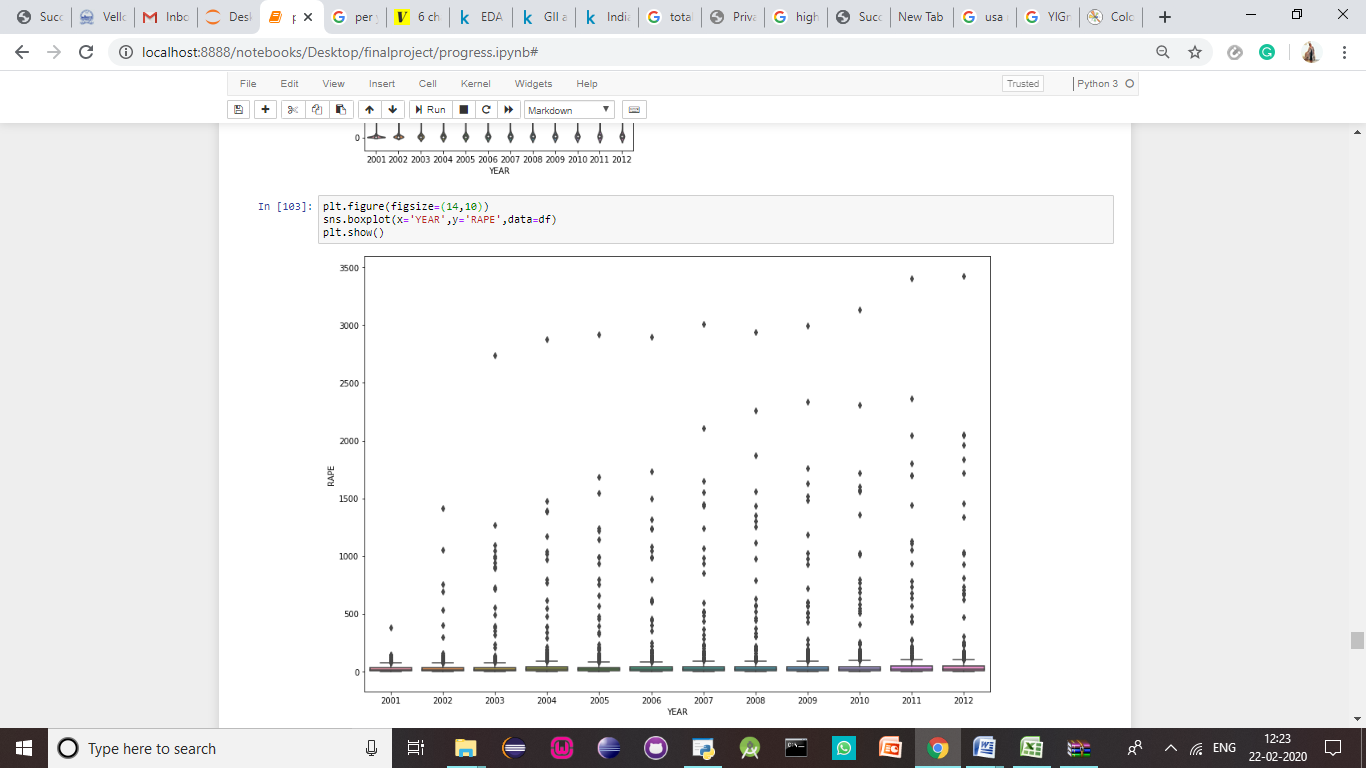 Succ Vello Inbo Desk p per y 6 ch EDA GII a India total Priva high Succ New Tab usa YIGr Colc
localhost:8888/notebooks/Desktop/finalproject/progress.ipynb#
File Edit View Insert Cell Kernel Widgets Help Trusted Python 3
Run Markdown
0
2001 2002 2003 2004 2005 2006 2007 2008 2009 2010 2011 2012
YEAR
In [103]: plt.figure(figsize=(14,10))
sns.boxplot(x='YEAR',y='RAPE',data=df)
plt.show()
3500
3000
2500
2000
RAPE
1500
1000
500
0
2001 2002 2003 2004 2005 2006 2007 2008 2009 2010 2011 2012
YEAR
Type here to search
ENG
12:23
22-02-2020